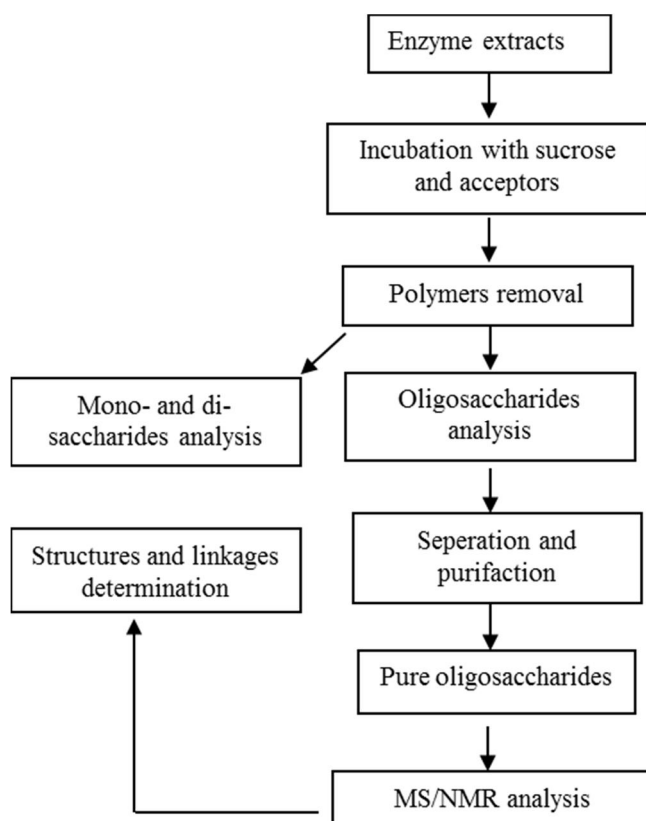 Enzyme extracts
Incubation with sucrose
and acceptors
Polymers removal
Mono- and di-
saccharides analysis
Oligosaccharides
analysis
Seperation and
purifaction
Structures and linkages
determination
Pure oligosaccharides
MS/NMR analysis